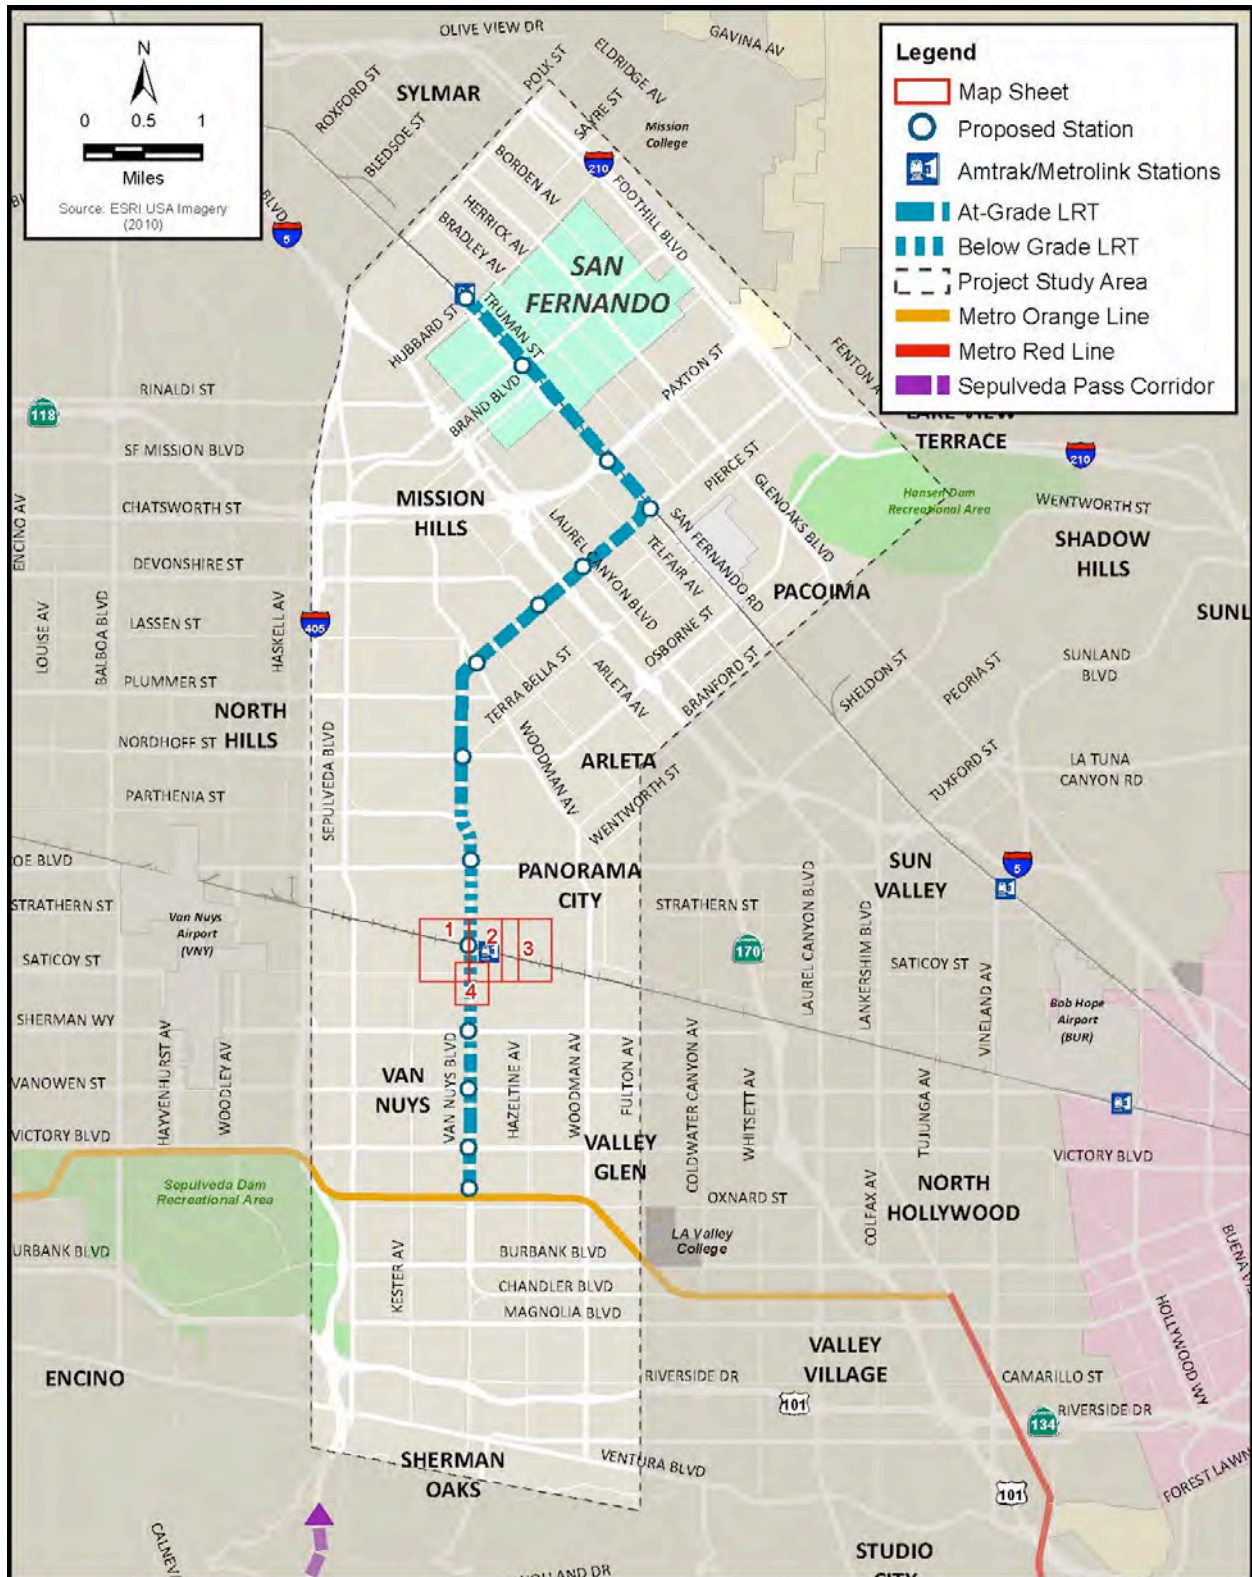 N
0 0.5 1
Miles
Source: ESRI USA Imagery
(2010)
Legend
Map Sheet
Proposed Station
Amtrak/Metrolink Stations
At-Grade LRT
Below Grade LRT
Project Study Area
Metro Orange Line
Metro Red Line
Sepulveda Pass Corridor
OLIVE VIEW DR
GAVINA AV
POLK ST
ELDRIDGE AV
ROXFORD ST
SYLMAR
SAYRE ST
Mission
College
BLEDSOE ST
BORDEN AV
210
FOOTHILL BLVD
BLVD
5
HERRICK AV
BRADLEY AV
SAN
FERNANDO
TRUMAN ST
HUBBARD ST
PAXTON ST
FENTON A
RINALDI ST
BRAND BLVD
118
SF MISSION BLVD
LAKE VIEW
TERRACE
210
PIERCE ST
GLENOAKS BLVD
MISSION
HILLS
Hansen Dam
Recreational Area
WENTWORTH ST
ENCINO AV
CHATSWORTH ST
LAUREL CANYON BLVD
SAN FERNANDO RD
TELFAIR AV
SHADOW
HILLS
DEVONSHIRE ST
PACOIMA
LOUISE AV
BALBOA BLVD
LASSEN ST
HASKELL AV
405
OSBORNE ST
SUNL
PLUMMER ST
TERRA BELLA ST
ARLETA AV
BRANFORD ST
SHELDON ST
PEORIA ST
SUNLAND
BLVD
NORTH
HILLS
NORDHOFF ST
SEPULVEDA BLVD
WOODMAN AV
ARLETA
WENTWORTH ST
TUXFORD ST
LA TUNA
CANYON RD
PARTHENIA ST
OE BLVD
PANORAMA
CITY
SUN
VALLEY
5
STRATHERN ST
Van Nuys
Airport
(VNY)
STRATHERN ST
LAUREL CANYON BLVD
LANKERSHIM BLVD
1
2
3
4
170
SATICOY ST
SATICOY ST
VINELAND AV
Bob Hope
Airport
(BUR)
SHERMAN WY
HAYVENHURST AV
WOODLEY AV
VAN
NUYS
VAN NUYS BLVD
HAZELTINE AV
WOODMAN AV
FULTON AV
COLDWATER CANYON AV
WHITSETT AV
TUJUNGA AV
VANOWEN ST
VICTORY BLVD
VALLEY
GLEN
VICTORY BLVD
Sepulveda Dam
Recreational Area
OXNARD ST
COLFAX AV
NORTH
HOLLYWOOD
LA Valley
College
URBANK BLVD
KESTER AV
BURBANK BLVD
CHANDLER BLVD
MAGNOLIA BLVD
HOLLYWOOD WY
ENCINO
VALLEY
VILLAGE
RIVERSIDE DR
101
CAMARILLO ST
134
RIVERSIDE DR
SHERMAN
OAKS
VENTURA BLVD
101
FOREST LAWN
STUDIO
CITY